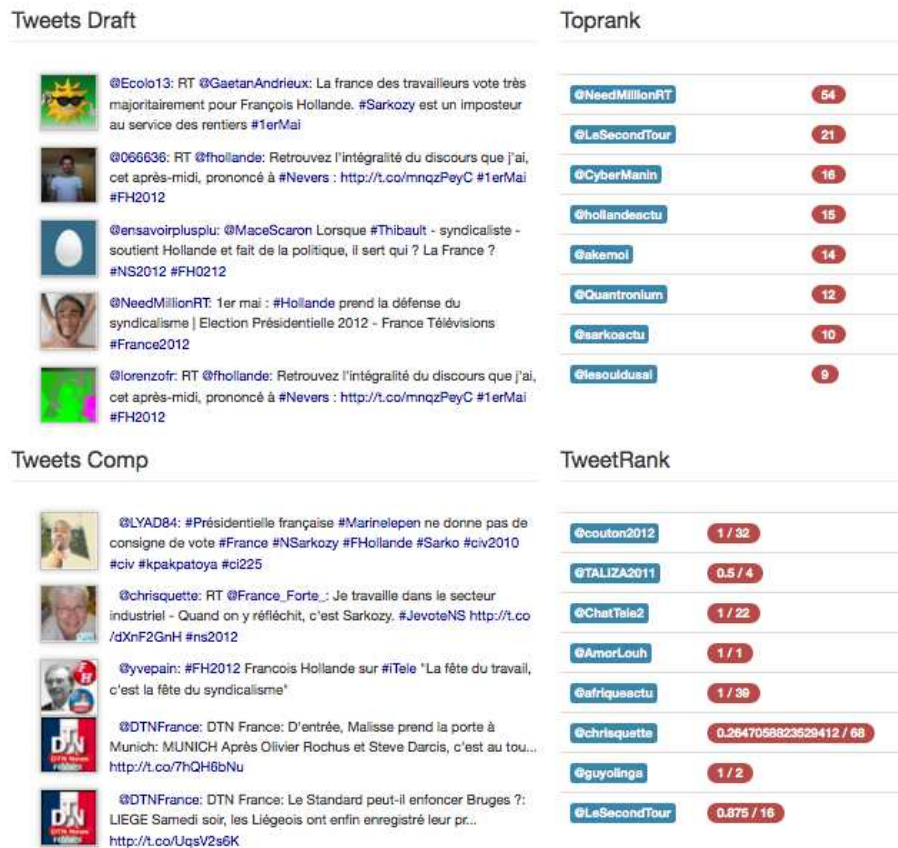 Tweets Draft
@Ecolo13: RT @GaetanAndrieux: La france des travailleurs vote très
majoritairement pour François Hollande. #Sarkozy est un imposteur
au service des rentiers #1erMai
@066636: RT @fhollande: Retrouvez l'intégralité du discours que j'ai,
cet après-midi, prononcé à #Nevers : http://t.co/mnqzPeyC #1erMai
#FH2012
@ensavoirplusplu: @MaceScaron Lorsque #Thibault - syndicaliste -
soutient Hollande et fait de la politique, il sert qui ? La France ?
#NS2012 #FH0212
@NeedMillionRT: 1er mai : #Hollande prend la défense du
syndicalisme | Election Présidentielle 2012 - France Télévisions
#France2012
@lorenzofr: RT @fhollande: Retrouvez l'intégralité du discours que j'ai,
cet après-midi, prononcé à #Nevers : http://t.co/mnqzPeyC #1erMai
#FH2012
Toprank
@NeedMillionRT 54
@LeSecondTour 21
@CyberManin 16
@hollandeactu 15
@akemoi 14
@Quantronium 12
@sarkoactu 10
@lesouldusal 9
Tweets Comp
@LYAD84: #Présidentielle française #Marinelepen ne donne pas de
consigne de vote #France #NSarkozy #FHollande #Sarko #civ2010
#civ #kpakpatoya #ci225
@chrisquette: RT @France_Forte_: Je travaille dans le secteur
industriel - Quand on y réfléchit, c'est Sarkozy. #JevoteNS http://t.co
/dXnF2GnH #ns2012
@yvepain: #FH2012 Francois Hollande sur #iTele "La fête du travail,
c'est la fête du syndicalisme"
@DTNFrance: DTN France: D'entrée, Malisse prend la porte à
Munich: MUNICH Après Olivier Rochus et Steve Darcis, c'est au tou...
http://t.co/7hQH6bNu
@DTNFrance: DTN France: Le Standard peut-il enfoncer Bruges ?:
LIEGE Samedi soir, les Liégeois ont enfin enregistré leur pr...
http://t.co/UqsV2s6K
TweetRank
@couton2012 1 / 32
@TALIZA2011 0.5 / 4
@ChatTele2 1 / 22
@AmorLouh 1 / 1
@afriqueactu 1 / 39
@chrisquette 0.2647058823529412 / 68
@guyolinga 1 / 2
@LeSecondTour 0.875 / 16